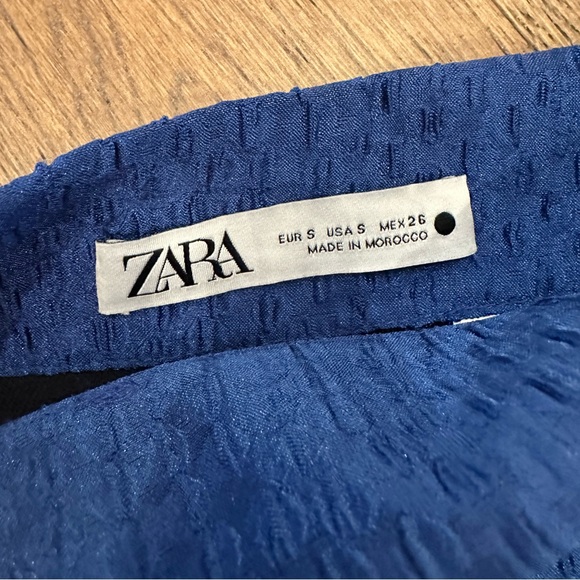 ZARA
EUR S USA S MEX 26
MADE IN MOROCCO